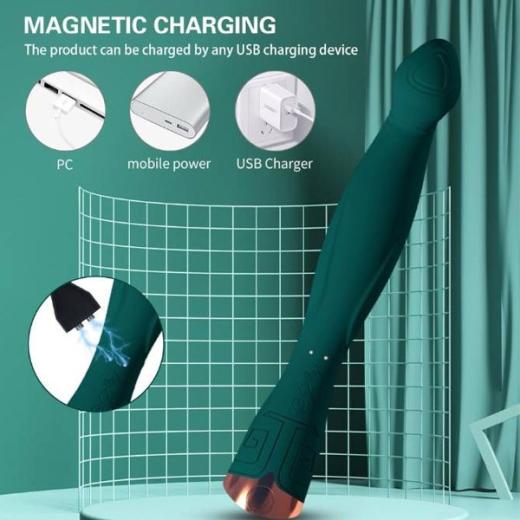 MAGNETIC CHARGING
The product can be charged by any USB charging device
PC
mobile power
USB Charger